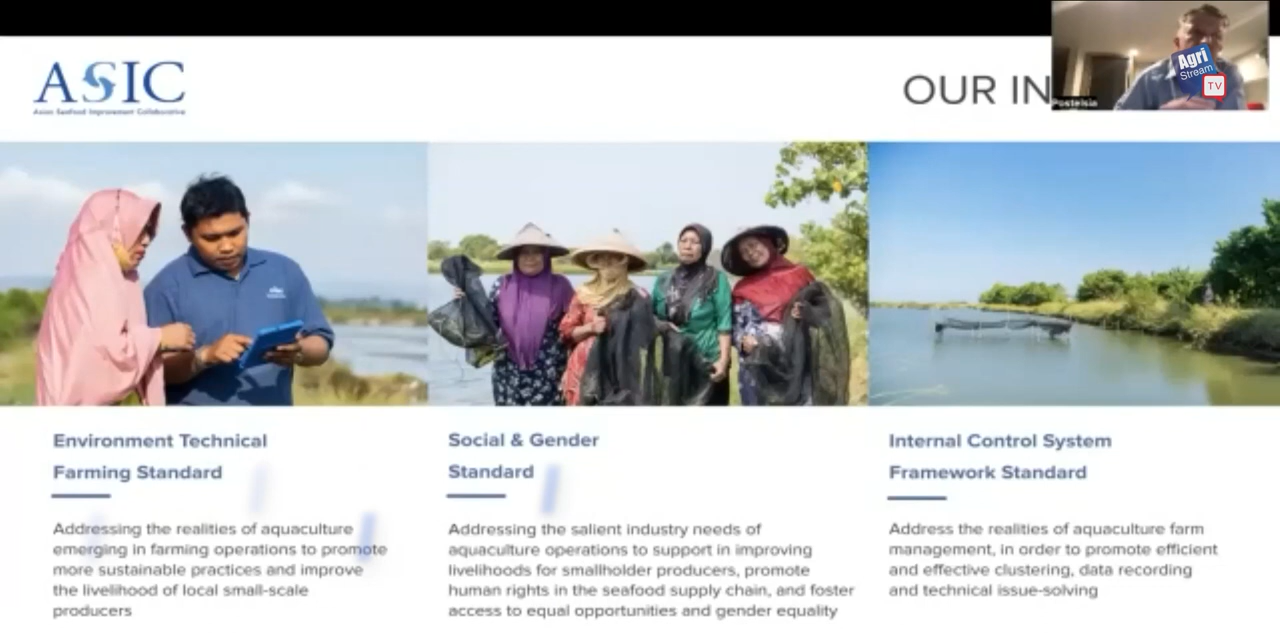 ASIC
Asian Seafood Improvement Collaborative
OUR IN
Postelsia
Agri
Stream
TV
Environment Technical
Farming Standard
Addressing the realities of aquaculture
emerging in farming operations to promote
more sustainable practices and improve
the livelihood of local small-scale
producers
Social & Gender
Standard
Addressing the salient industry needs of
aquaculture operations to support in improving
livelihoods for smallholder producers, promote
human rights in the seafood supply chain, and foster
access to equal opportunities and gender equality
Internal Control System
Framework Standard
Address the realities of aquaculture farm
management, in order to promote efficient
and effective clustering, data recording
and technical issue-solving